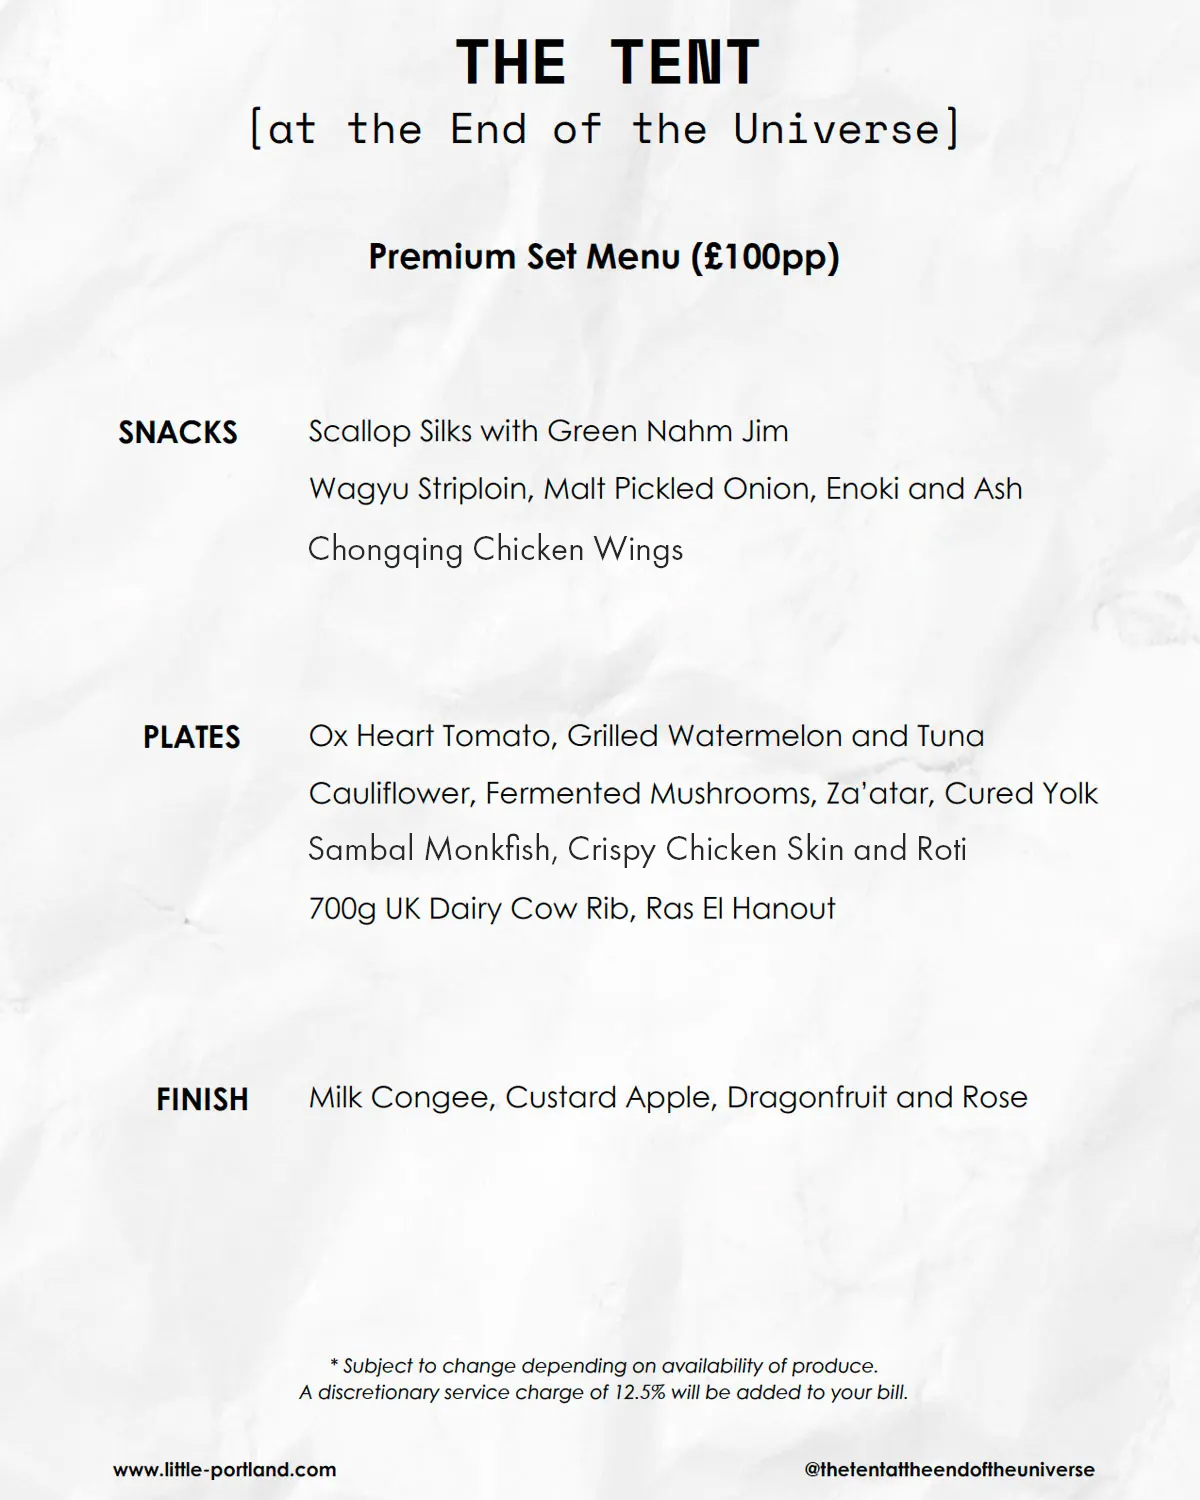 THE TENT
[at the End of the Universe]
Premium Set Menu (£100pp)
SNACKS
Scallop Silks with Green Nahm Jim
Wagyu Striploin, Malt Pickled Onion, Enoki and Ash
Chongqing Chicken Wings
PLATES
Ox Heart Tomato, Grilled Watermelon and Tuna
Cauliflower, Fermented Mushrooms, Za’atar, Cured Yolk
Sambal Monkfish, Crispy Chicken Skin and Roti
700g UK Dairy Cow Rib, Ras El Hanout
FINISH
Milk Congee, Custard Apple, Dragonfruit and Rose
* Subject to change depending on availability of produce.
A discretionary service charge of 12.5% will be added to your bill.
www.little-portland.com
@thetentattheendoftheuniverse